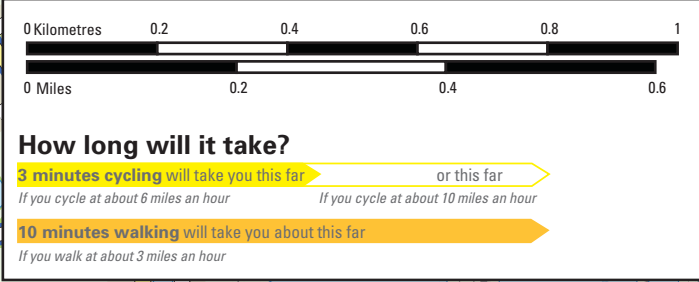 0 Kilometres 0.2 0.4 0.6 0.8 1
0 Miles 0.2 0.4 0.6
How long will it take?
3 minutes cycling will take you this far or this far
If you cycle at about 6 miles an hour If you cycle at about 10 miles an hour
10 minutes walking will take you about this far
If you walk at about 3 miles an hour